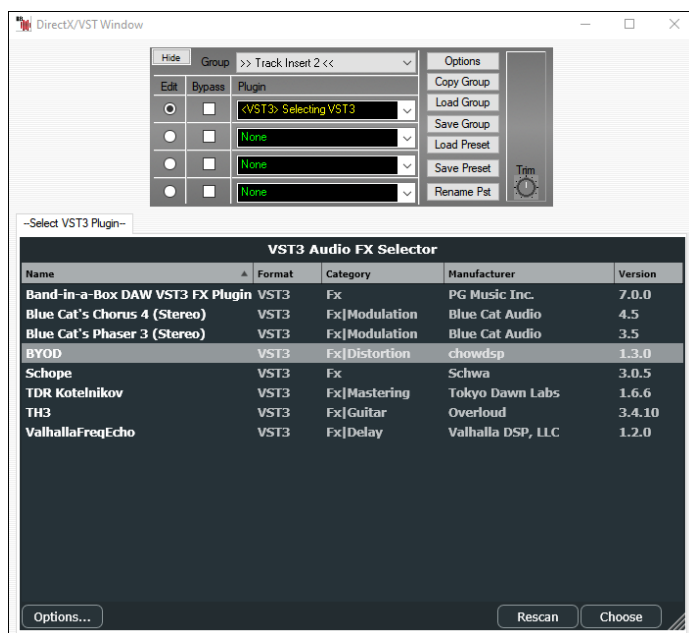 DirectX/VST Window
Hide Group >> Track Insert 2 << Options
Copy Group
Edit Bypass Plugin
<VST3> Selecting VST3 Load Group
None Save Group
Load Preset
None Save Preset Trim
None Rename Pst
--Select VST3 Plugin--
VST3 Audio FX Selector
Name Format Category Manufacturer Version
Band-in-a-Box DAW VST3 FX Plugin VST3 Fx PG Music Inc. 7.0.0
Blue Cat's Chorus 4 (Stereo) VST3 Fx|Modulation Blue Cat Audio 4.5
Blue Cat's Phaser 3 (Stereo) VST3 Fx|Modulation Blue Cat Audio 3.5
BYOD VST3 Fx|Distortion chowdsp 1.3.0
Schope VST3 Fx Schwa 3.0.5
TDR Kotelnikov VST3 Fx|Mastering Tokyo Dawn Labs 1.6.6
TH3 VST3 Fx|Guitar Overloud 3.4.10
ValhallaFreqEcho VST3 Fx|Delay Valhalla DSP, LLC 1.2.0
Options... Rescan Choose